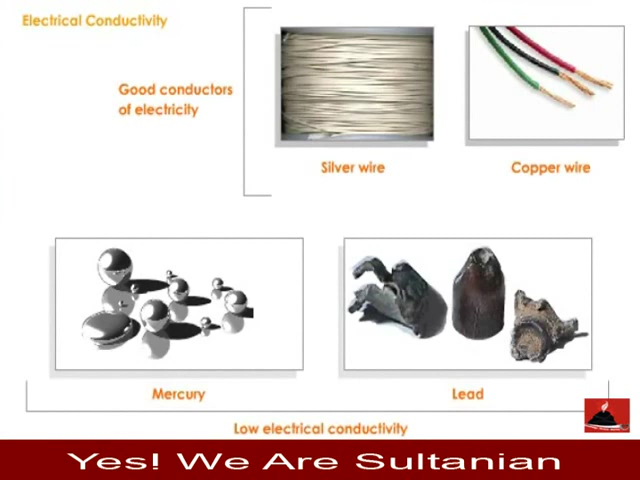 Electrical Conductivity
Good conductors
of electricity
Silver wire
Copper wire
Mercury
Lead
Low electrical conductivity
Yes! We Are Sultanian